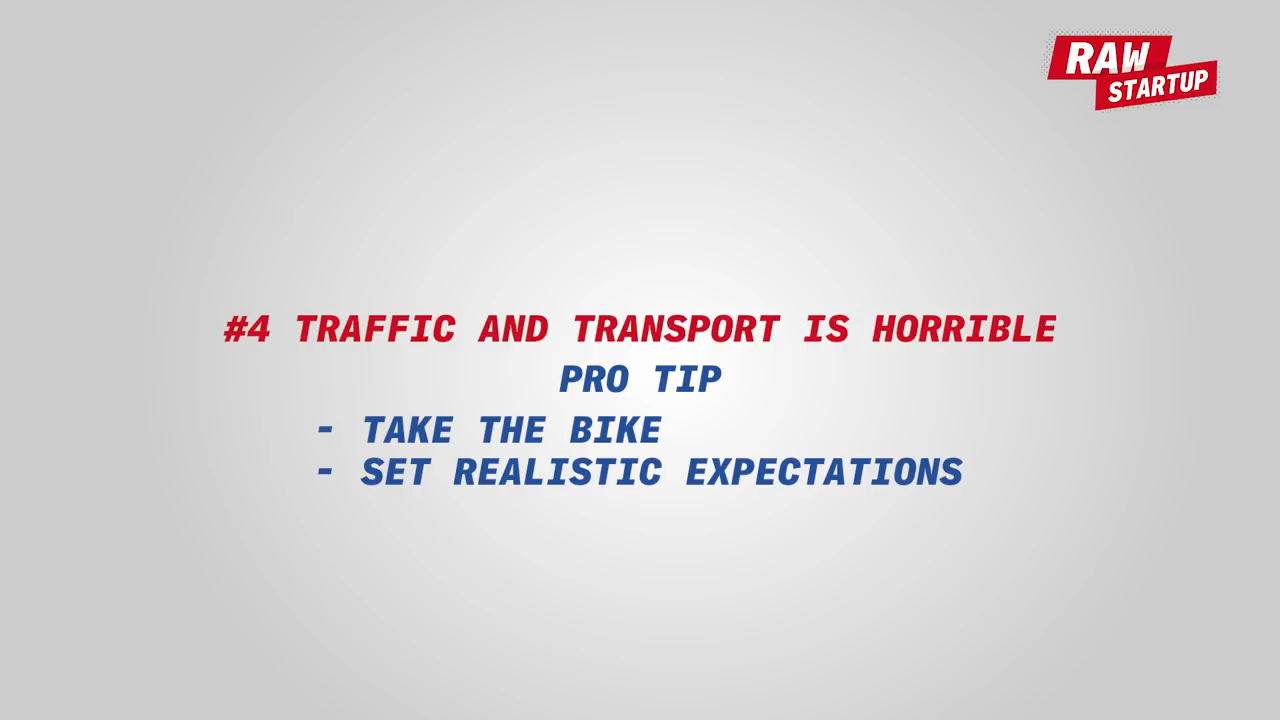 RAW
STARTUP
#4 TRAFFIC AND TRANSPORT IS HORRIBLE
PRO TIP
- TAKE THE BIKE
- SET REALISTIC EXPECTATIONS